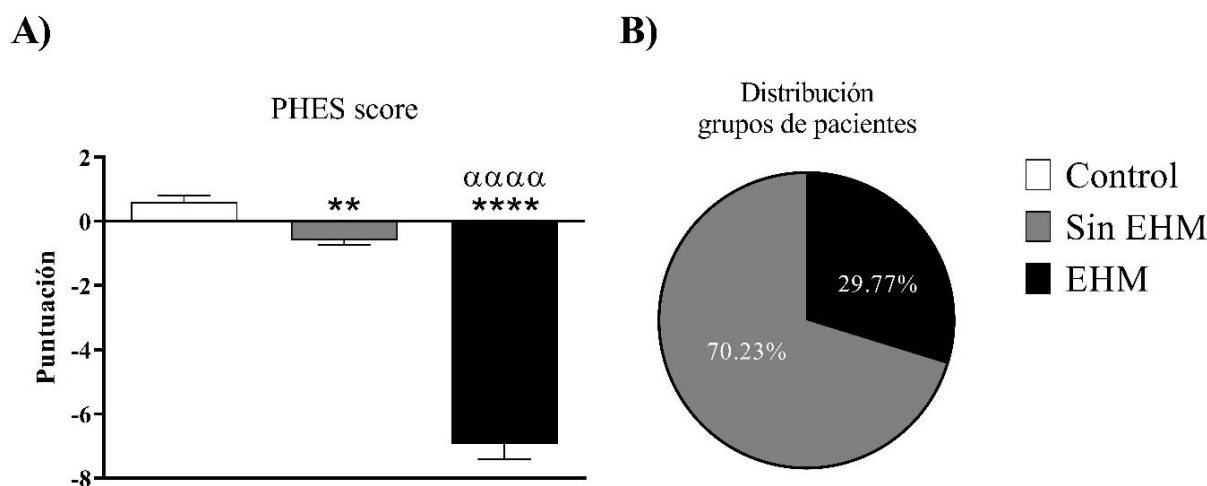 A)
PHES score
Puntuación
2
0
-2
-4
-6
-8
**
αααα
****
B)
Distribución
grupos de pacientes
29.77%
70.23%
Control
Sin EHM
EHM